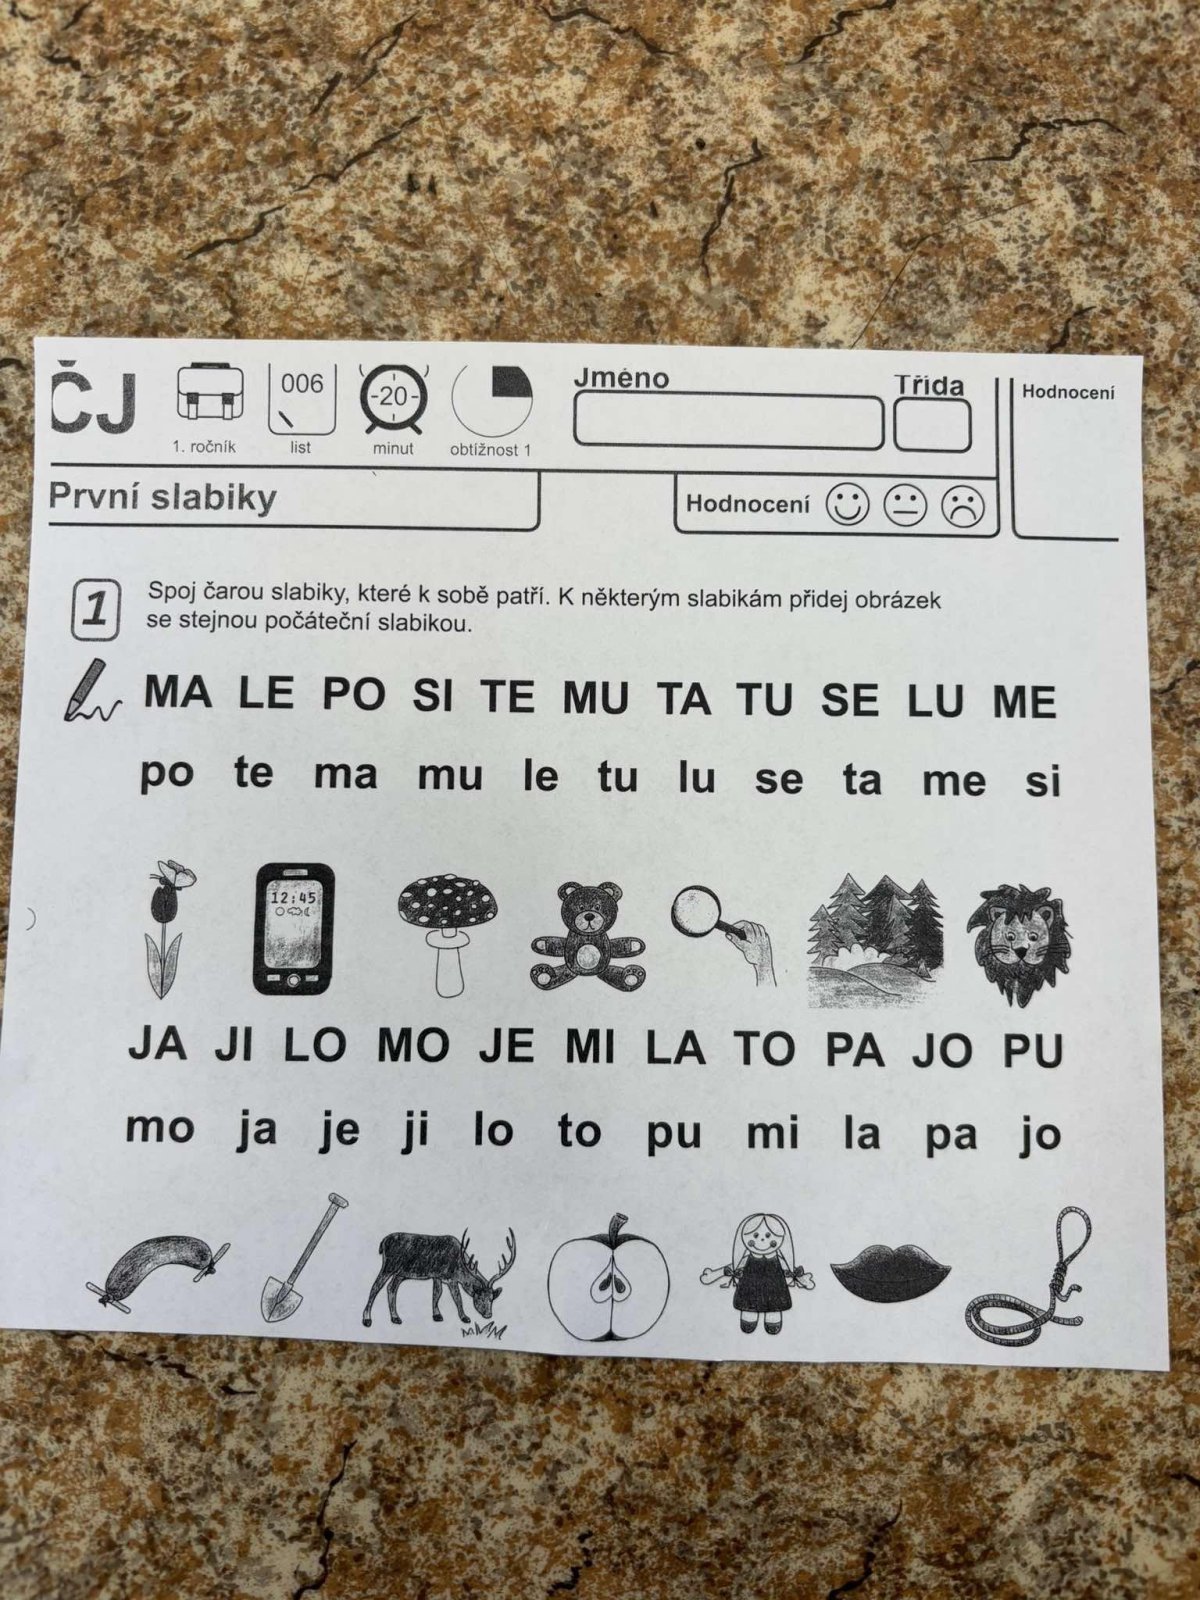 ČJ
006
-20-
Jméno
Třída
Hodnocení
1. ročník
list
minut
obtížnost 1
První slabiky
Hodnocení
1
Spoj čarou slabiky, které k sobě patří. K některým slabikám přidej obrázek
se stejnou počáteční slabikou.
MA LE PO SI TE MU TA TU SE LU ME
po te ma mu le tu lu se ta me si
12:45
JA JI LO MO JE MI LA TO PA JO PU
mo ja je ji lo to pu mi la pa jo